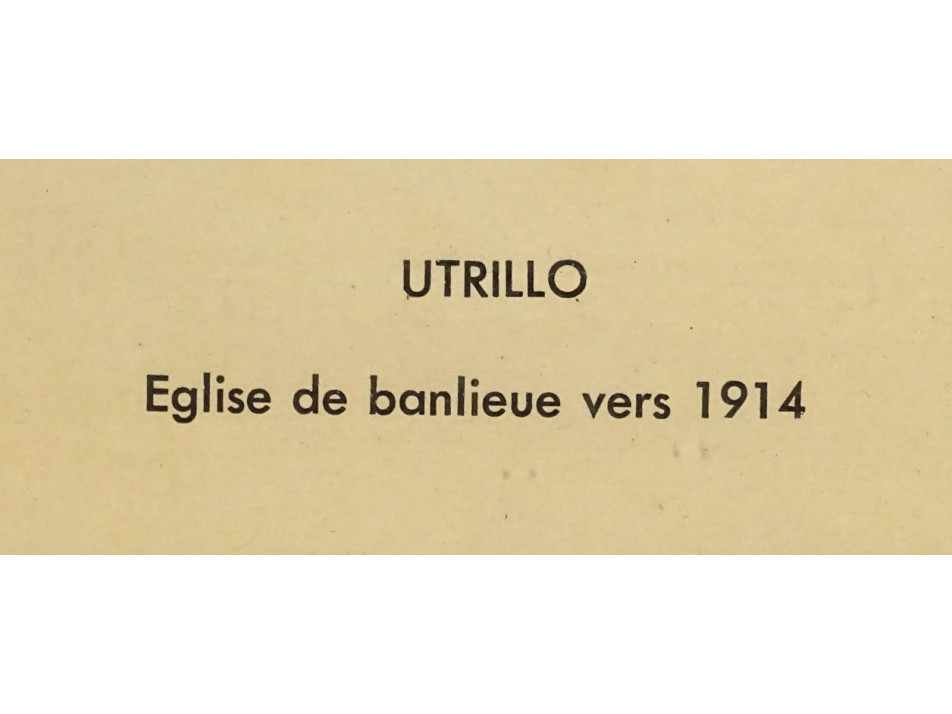 UTRILLO
Eglise de banlieue vers 1914